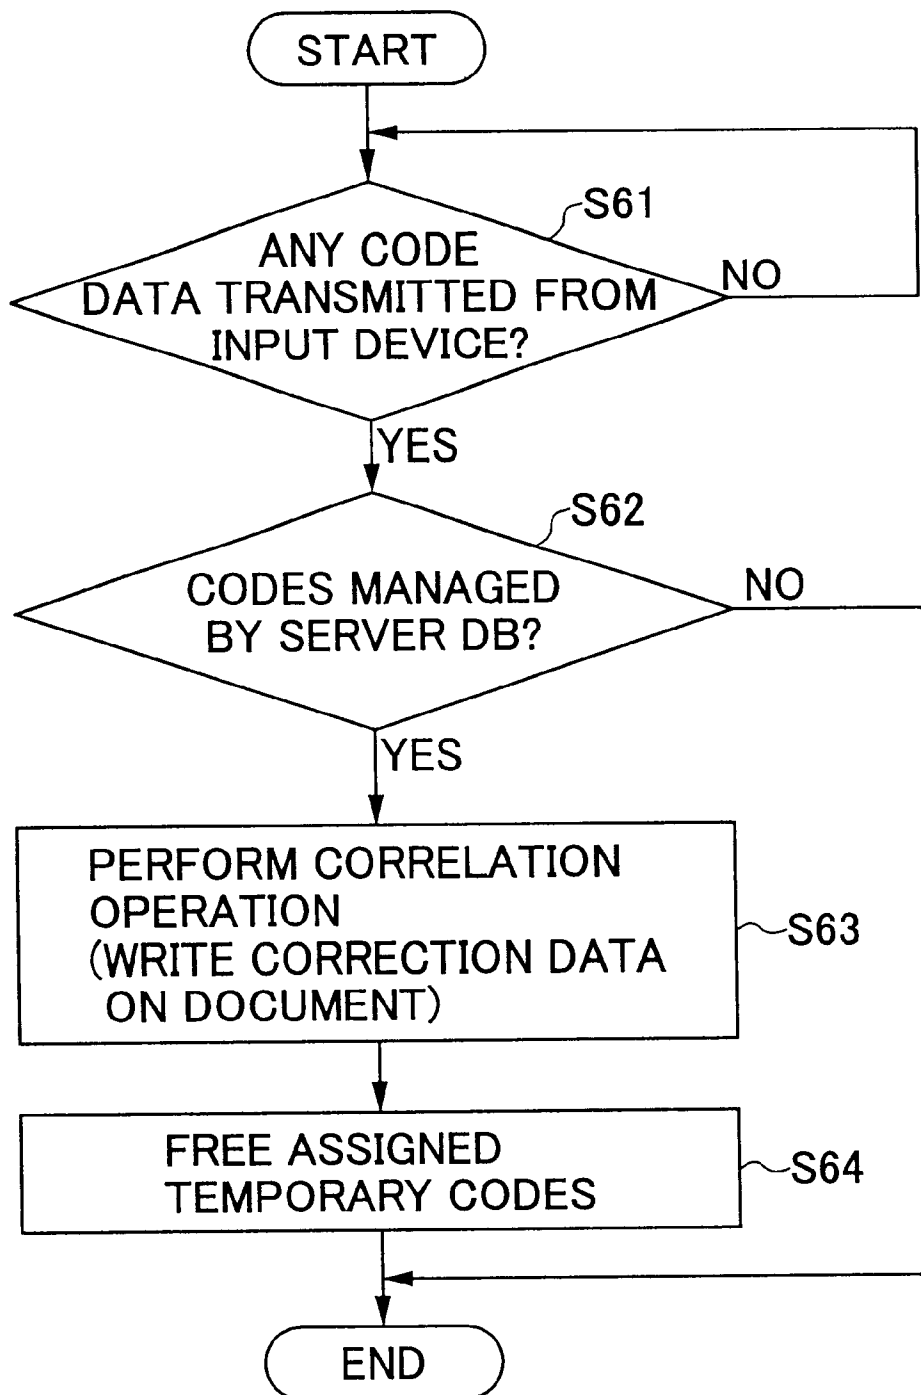 START
S61
ANY CODE
DATA TRANSMITTED FROM
INPUT DEVICE?
NO
YES
S62
CODES MANAGED
BY SERVER DB?
NO
YES
PERFORM CORRELATION
OPERATION
(WRITE CORRECTION DATA
ON DOCUMENT)
S63
FREE ASSIGNED
TEMPORARY CODES
S64
END